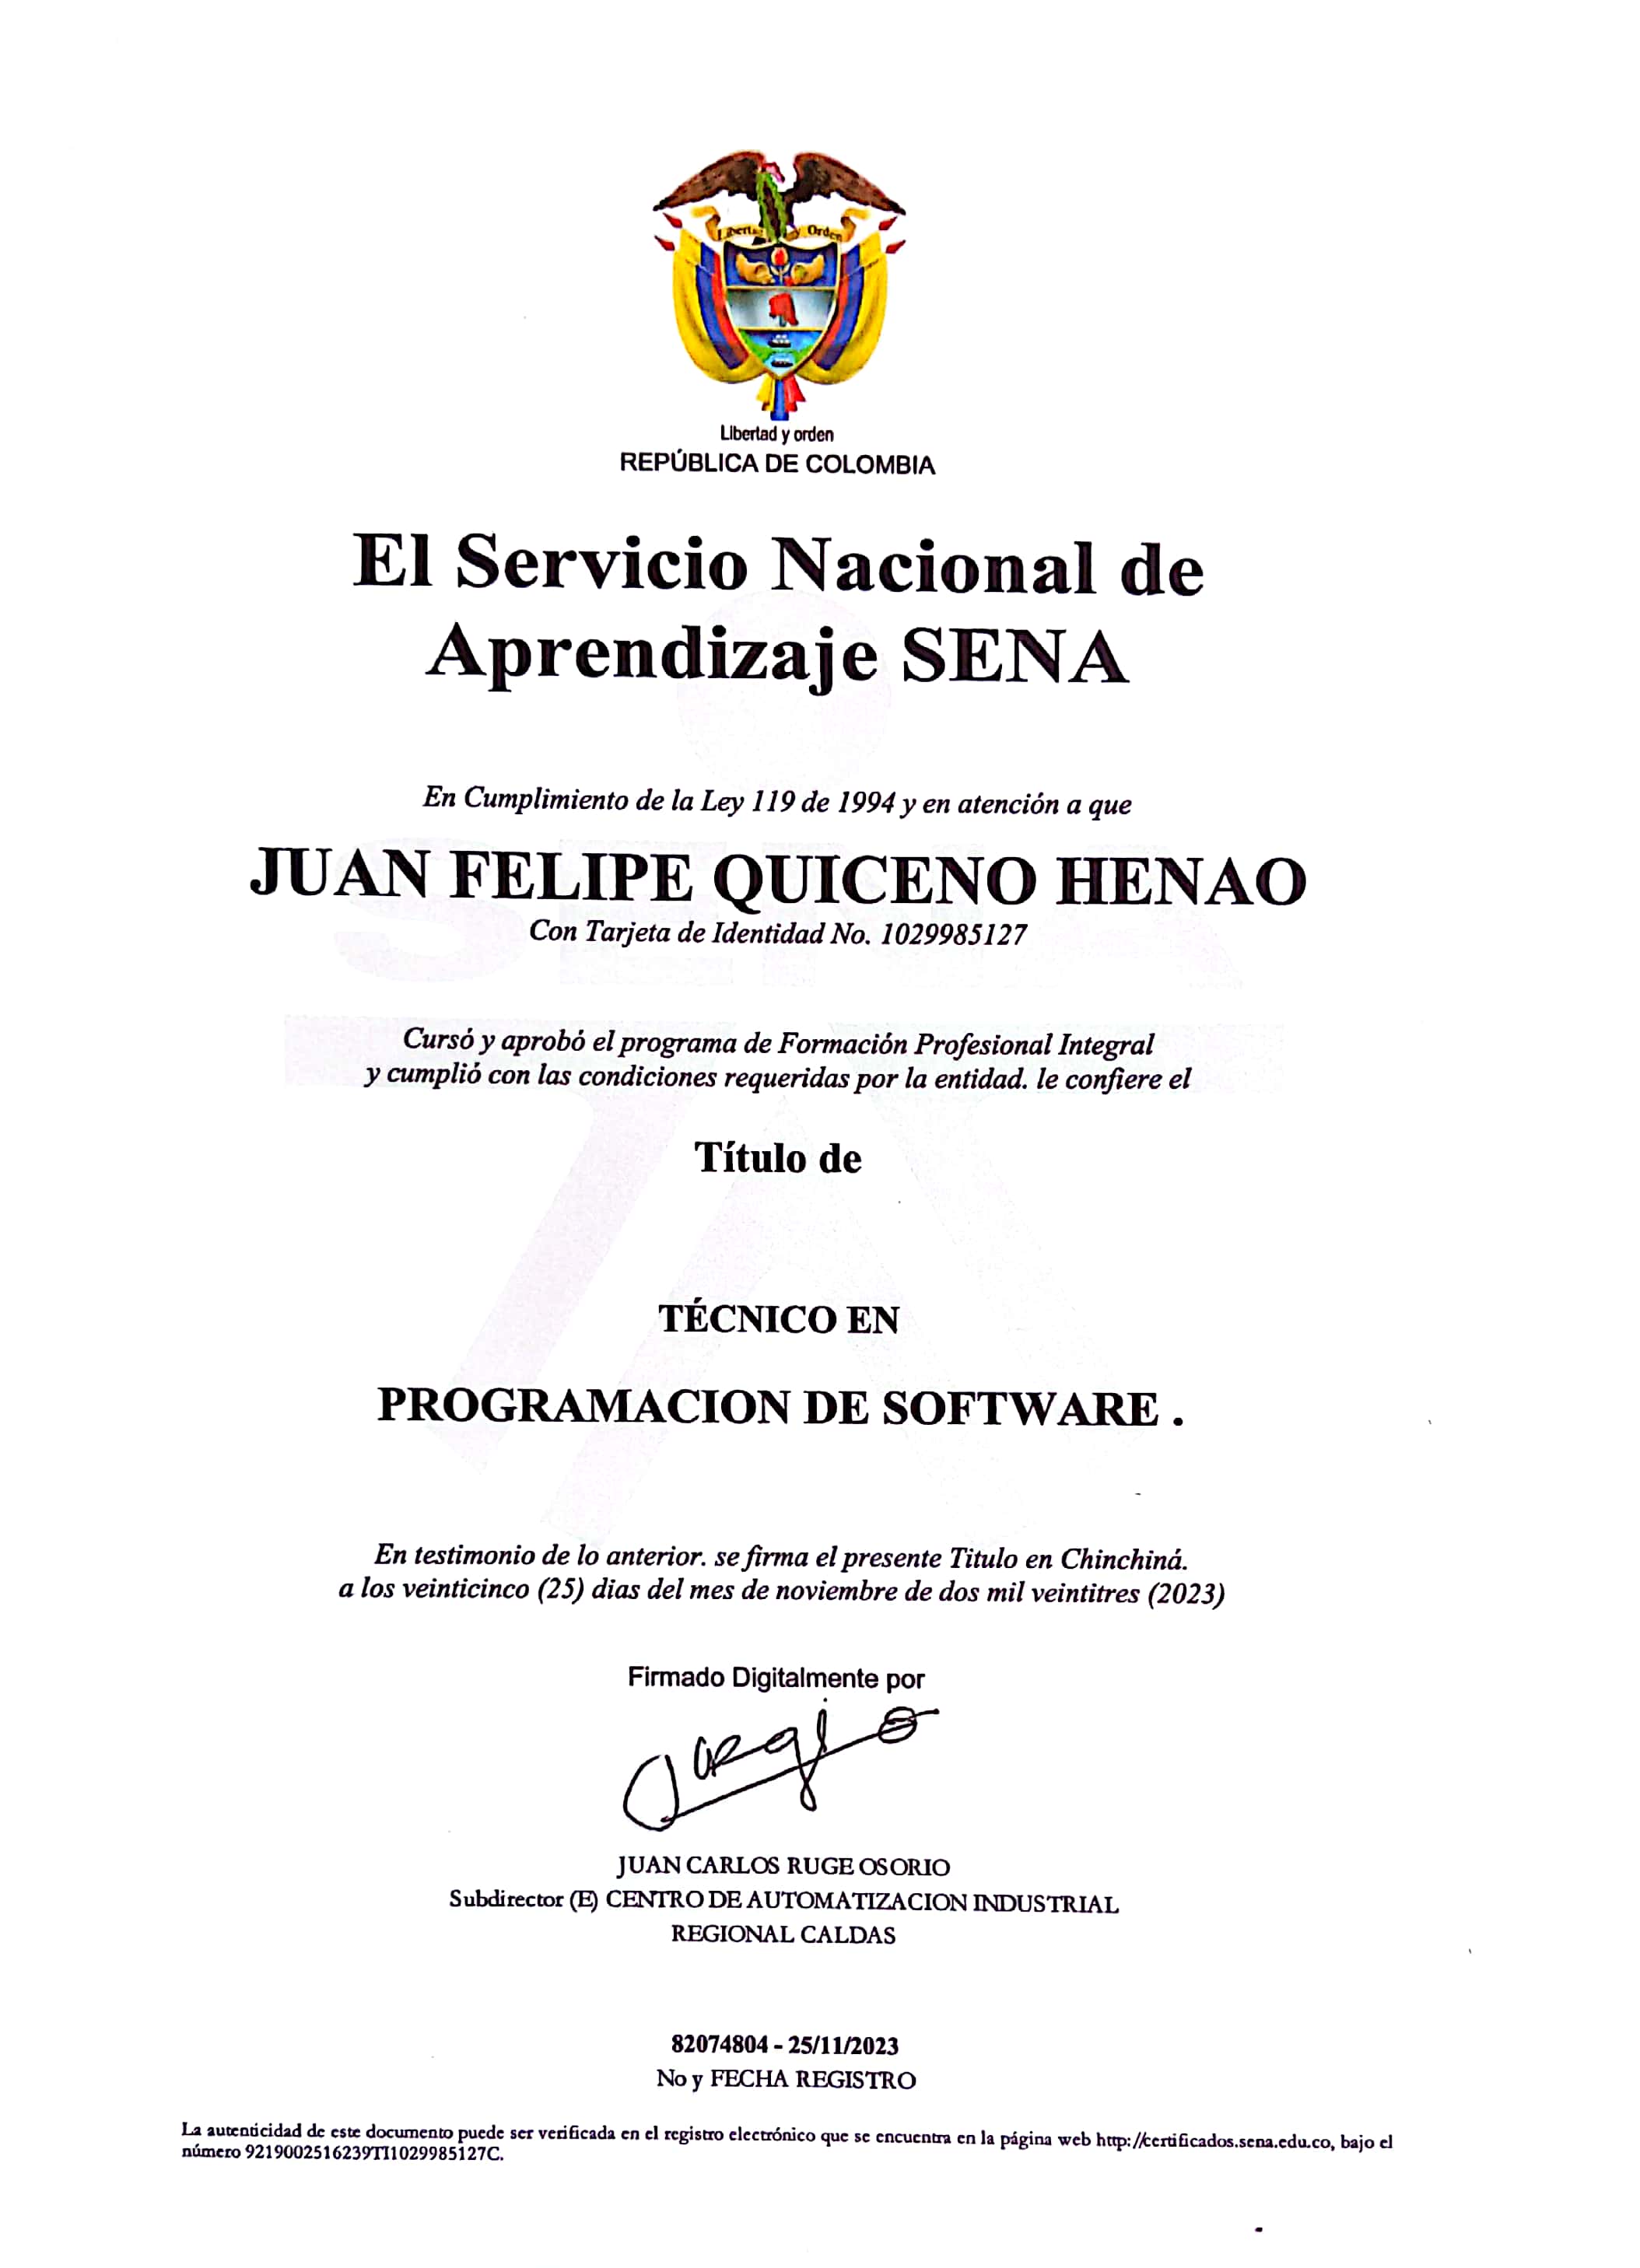 Libertad y Orden
Libertad y orden
REPÚBLICA DE COLOMBIA
El Servicio Nacional de
Aprendizaje SENA
En Cumplimiento de la Ley 119 de 1994 y en atención a que
JUAN FELIPE QUICENO HENAO
Con Tarjeta de Identidad No. 1029985127
Cursó y aprobó el programa de Formación Profesional Integral
y cumplió con las condiciones requeridas por la entidad. le confiere el
Título de
TÉCNICO EN
PROGRAMACION DE SOFTWARE .
En testimonio de lo anterior. se firma el presente Titulo en Chinchiná.
a los veinticinco (25) dias del mes de noviembre de dos mil veintitres (2023)
Firmado Digitalmente por
JUAN CARLOS RUGE OSORIO
Subdirector (E) CENTRO DE AUTOMATIZACION INDUSTRIAL
REGIONAL CALDAS
82074804 - 25/11/2023
No y FECHA REGISTRO
La autenticidad de este documento puede ser verificada en el registro electrónico que se encuentra en la página web http://certificados.sena.edu.co, bajo el
número 9219002516239TI1029985127C.